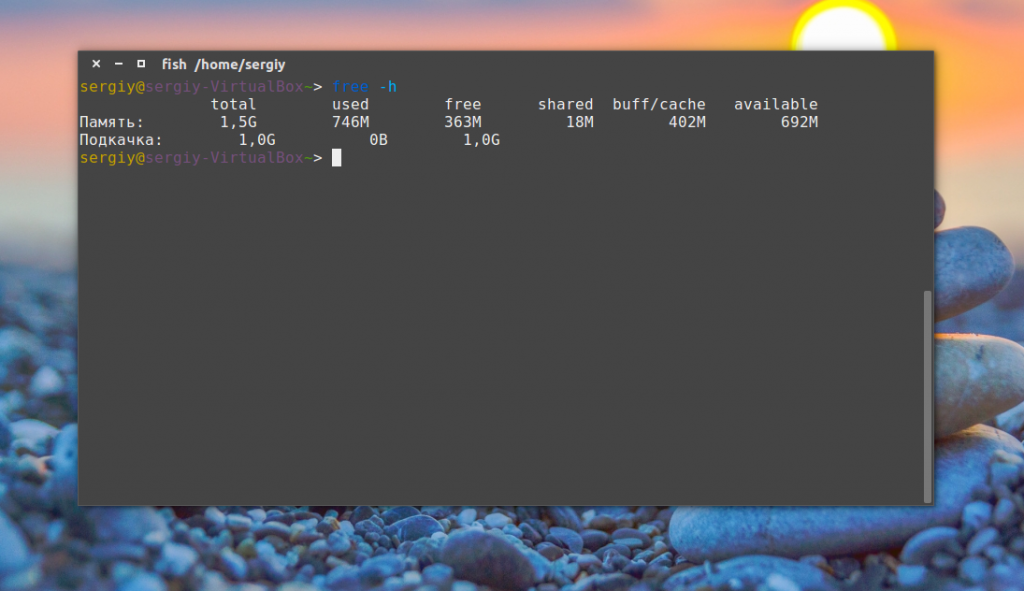 fish /home/sergiy
sergiy@sergiy-VirtualBox~> free -h
total used free shared buff/cache available
Память: 1,5G 746M 363M 18M 402M 692M
Подкачка: 1,0G 0B 1,0G
sergiy@sergiy-VirtualBox~>